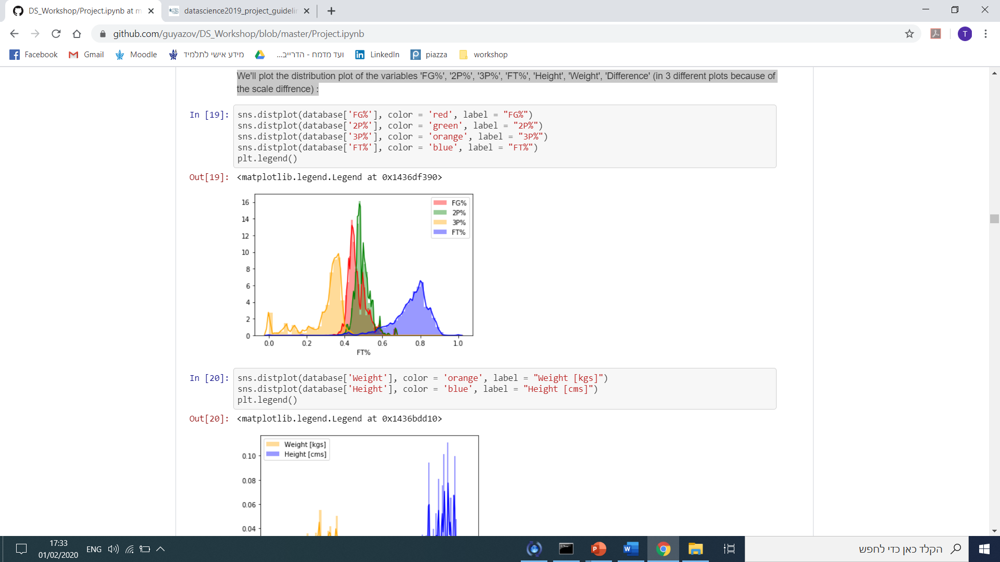 DS_Workshop/Project.ipynb at m
datascience2019_project_guidelin
github.com/guyazov/DS_Workshop/blob/master/Project.ipynb
T
Facebook Gmail Moodle מידע אישי לתלמיד ועד מדמח - הדרייב... LinkedIn piazza workshop
We'll plot the distribution plot of the variables 'FG%', '2P%', '3P%', 'FT%', 'Height', 'Weight', 'Difference' (in 3 different plots because of
the scale diffrence) :
In [19]: sns.distplot(database['FG%'], color = 'red', label = "FG%")
sns.distplot(database['2P%'], color = 'green', label = "2P%")
sns.distplot(database['3P%'], color = 'orange', label = "3P%")
sns.distplot(database['FT%'], color = 'blue', label = "FT%")
plt.legend()
Out[19]: <matplotlib.legend.Legend at 0x1436df390>
16
14
12
10
8
6
4
2
0
FG%
2P%
3P%
FT%
0.0 0.2 0.4 0.6 0.8 1.0
FT%
In [20]: sns.distplot(database['Weight'], color = 'orange', label = "Weight [kgs]")
sns.distplot(database['Height'], color = 'blue', label = "Height [cms]")
plt.legend()
Out[20]: <matplotlib.legend.Legend at 0x1436bdd10>
Weight [kgs]
Height [cms]
0.10
0.08
0.06
0.04
17:33
01/02/2020
ENG
הקלד כאן כדי לחפש